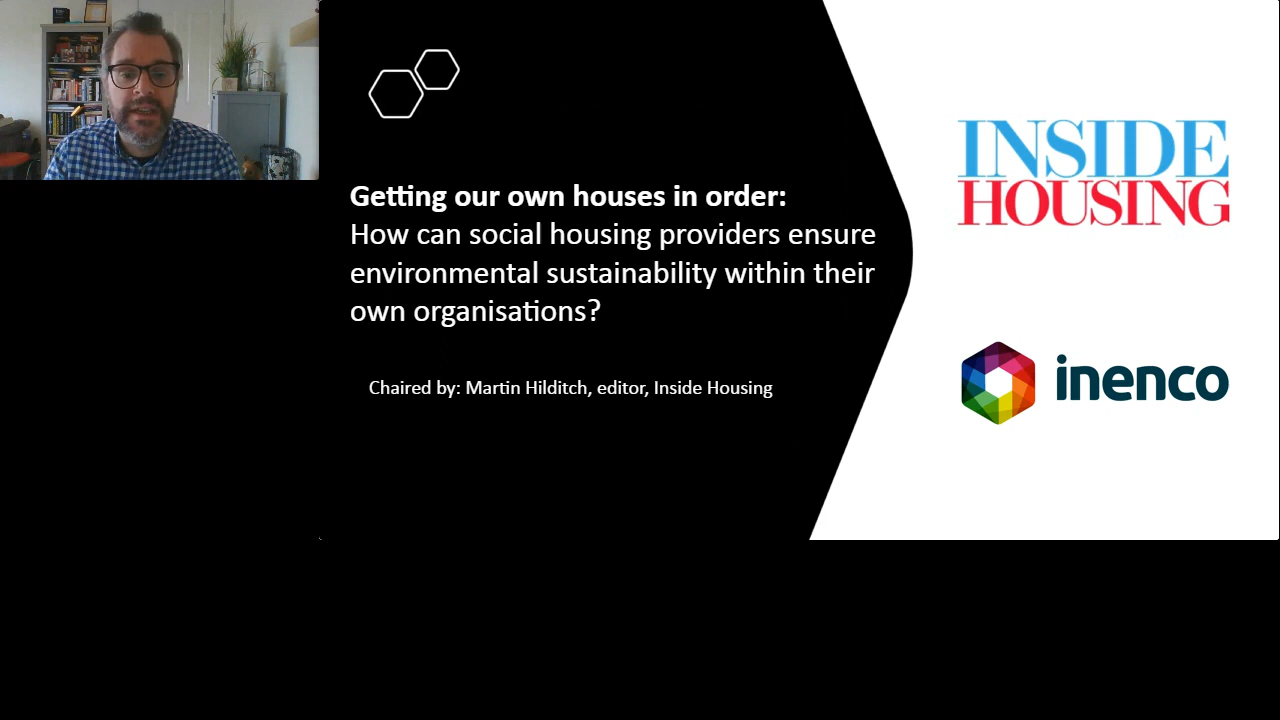 Getting our own houses in order:
How can social housing providers ensure
environmental sustainability within their
own organisations?
Chaired by: Martin Hilditch, editor, Inside Housing
INSIDE
HOUSING
inenco